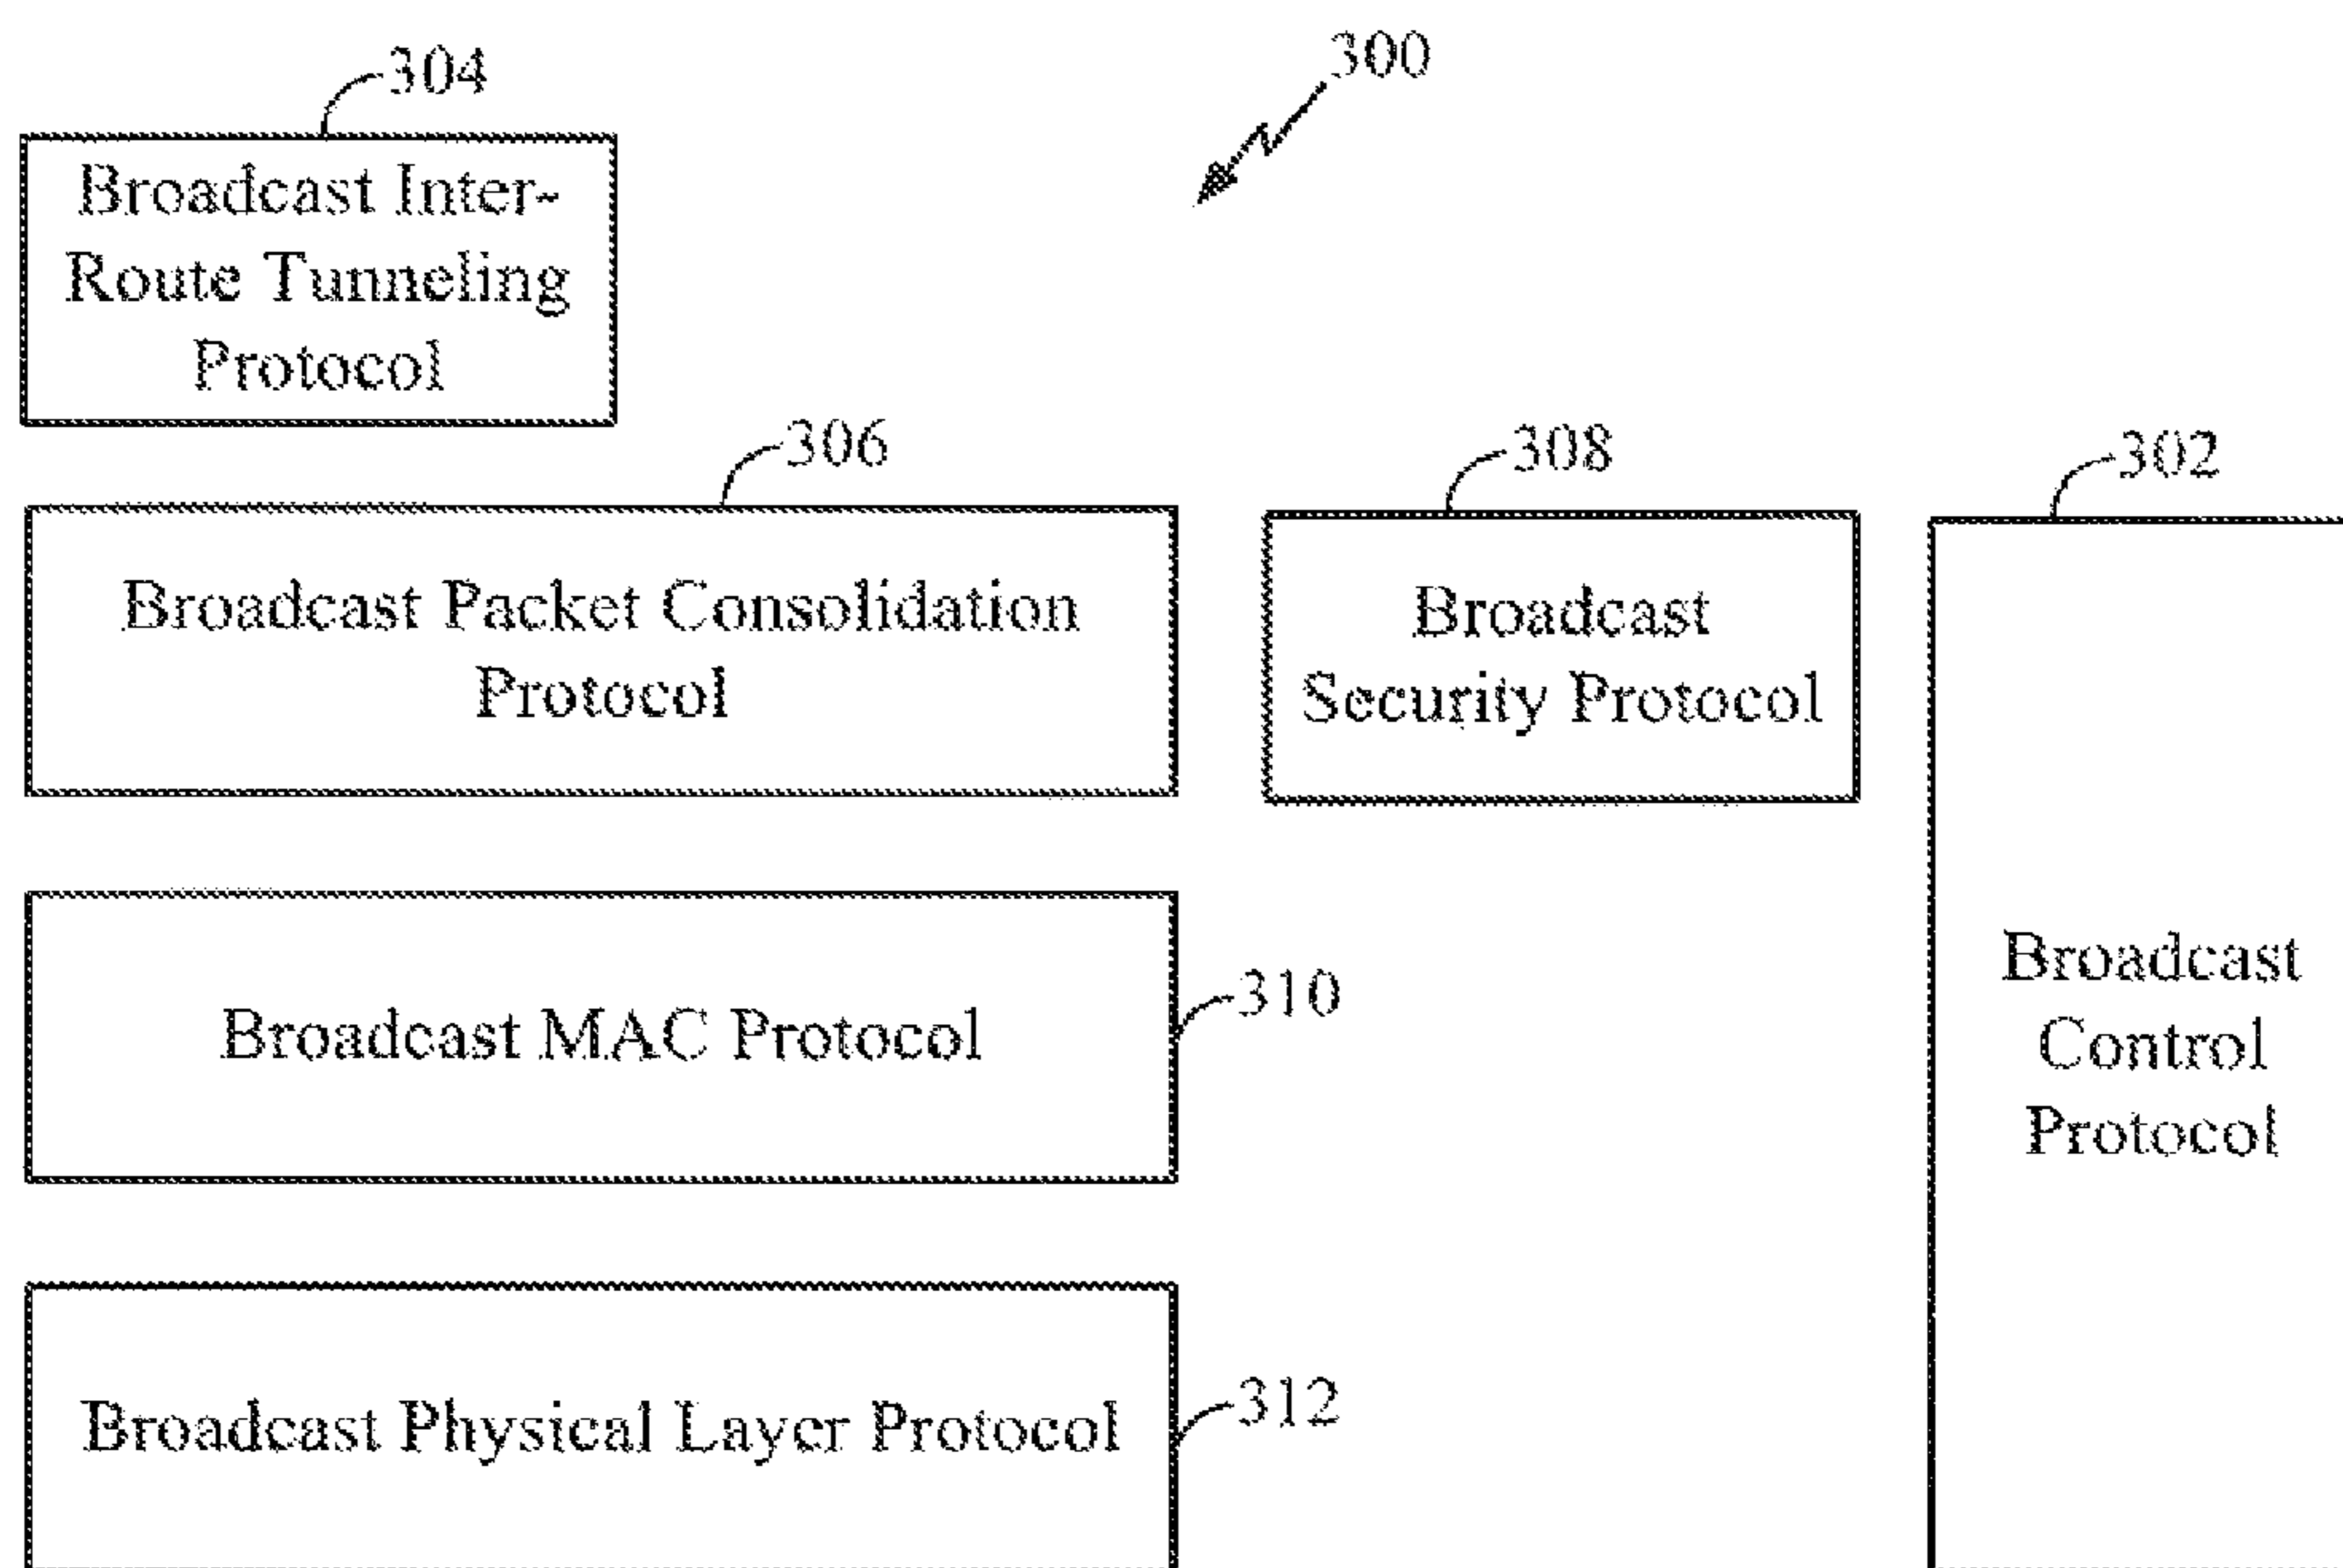 304
300
Broadcast Inter-
Route Tunneling
Protocol
306
308
302
Broadcast Packet Consolidation
Protocol
Broadcast
Security Protocol
Broadcast MAC Protocol
310
Broadcast
Control
Protocol
Broadcast Physical Layer Protocol
312